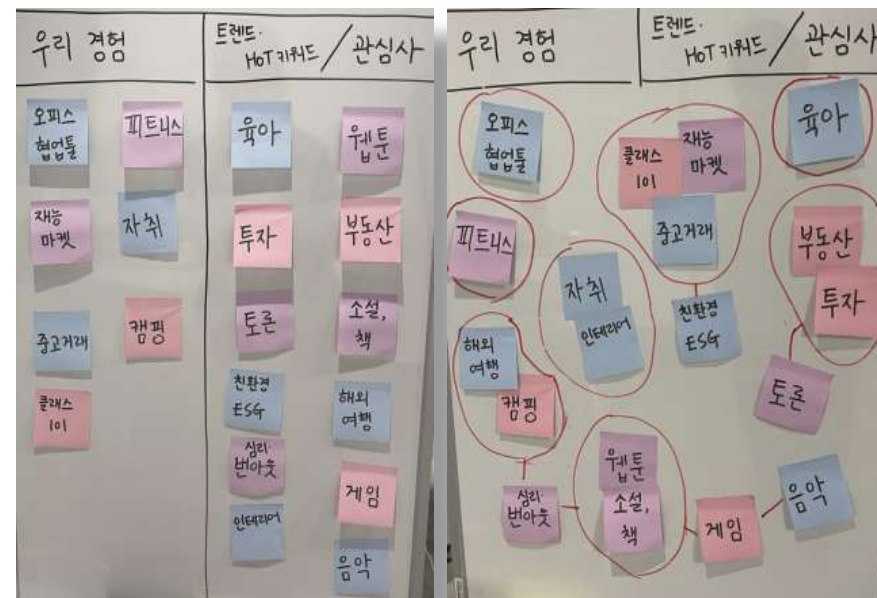 우리 경험
트렌드·
HOT 키워드 / 관심사
오피스
협업툴
피트니스
재능
마켓
자취
중고거래
캠핑
클래스
101
육아
웹툰
투자
부동산
토론
소설,
책
친환경
ESG
해외
여행
심리·
번아웃
게임
인테리어
음악
우리 경험
트렌드·
HOT 키워드 / 관심사
오피스
협업툴
클래스
101
재능
마켓
육아
피트니스
중고거래
부동산
자취
투자
인테리어
친환경
ESG
해외
여행
캠핑
토론
웹툰
심리·
번아웃
소설,
책
게임
음악